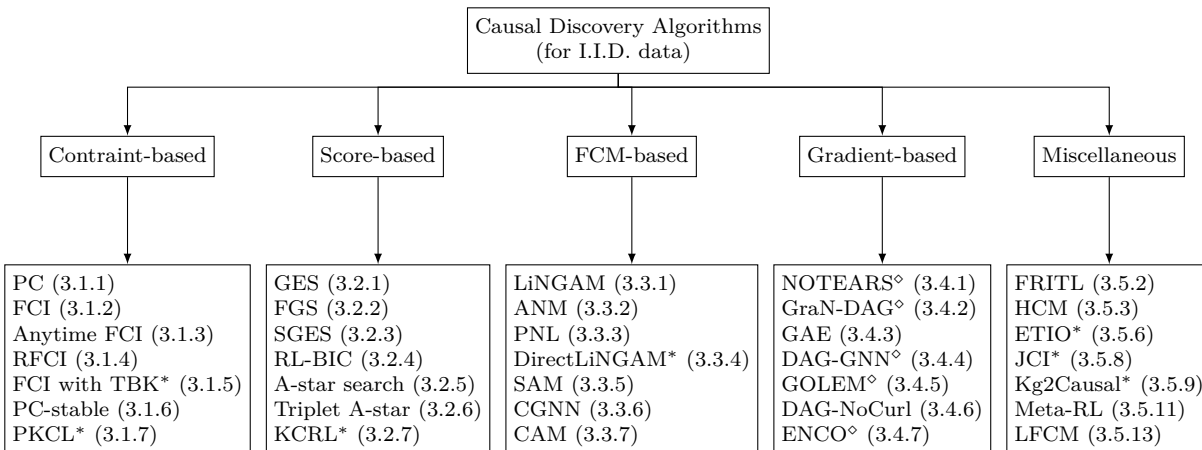 Causal Discovery Algorithms
(for I.I.D. data)
Contraint-based
Score-based
FCM-based
Gradient-based
Miscellaneous
PC (3.1.1)
FCI (3.1.2)
Anytime FCI (3.1.3)
RFCI (3.1.4)
FCI with TBK* (3.1.5)
PC-stable (3.1.6)
PKCL* (3.1.7)
GES (3.2.1)
FGS (3.2.2)
SGES (3.2.3)
RL-BIC (3.2.4)
A-star search (3.2.5)
Triplet A-star (3.2.6)
KCRL* (3.2.7)
LiNGAM (3.3.1)
ANM (3.3.2)
PNL (3.3.3)
DirectLiNGAM* (3.3.4)
SAM (3.3.5)
CGNN (3.3.6)
CAM (3.3.7)
NOTEARS⋄ (3.4.1)
GraN-DAG⋄ (3.4.2)
GAE (3.4.3)
DAG-GNN⋄ (3.4.4)
GOLEM⋄ (3.4.5)
DAG-NoCurl (3.4.6)
ENCO⋄ (3.4.7)
FRITL (3.5.2)
HCM (3.5.3)
ETIO* (3.5.6)
JCI* (3.5.8)
Kg2Causal* (3.5.9)
Meta-RL (3.5.11)
LFCM (3.5.13)